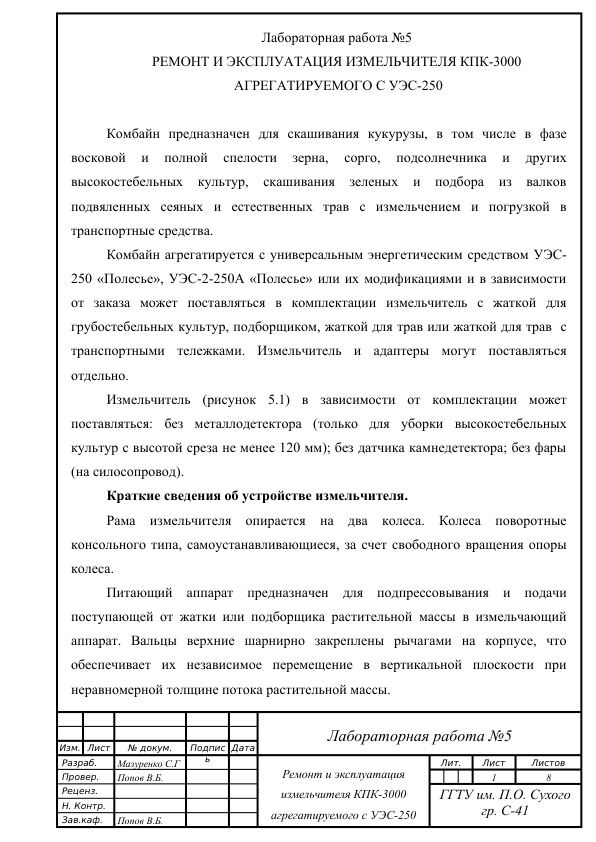 Лабораторная работа №5
РЕМОНТ И ЭКСПЛУАТАЦИЯ ИЗМЕЛЬЧИТЕЛЯ КПК-3000
АГРЕГАТИРУЕМОГО С УЭС-250
Комбайн предназначен для скашивания кукурузы, в том числе в фазе
восковой и полной спелости зерна, сорго, подсолнечника и других
высокостебельных культур, скашивания зеленых и подбора из валков
подвяленных сеяных и естественных трав с измельчением и погрузкой в
транспортные средства.
Комбайн агрегатируется с универсальным энергетическим средством УЭС-
250 «Полесье», УЭС-2-250А «Полесье» или их модификациями и в зависимости
от заказа может поставляться в комплектации измельчитель с жаткой для
грубостебельных культур, подборщиком, жаткой для трав или жаткой для трав с
транспортными тележками. Измельчитель и адаптеры могут поставляться
отдельно.
Измельчитель (рисунок 5.1) в зависимости от комплектации может
поставляться: без металлодетектора (только для уборки высокостебельных
культур с высотой среза не менее 120 мм); без датчика камнедетектора; без фары
(на силосопровод).
Краткие сведения об устройстве измельчителя.
Рама измельчителя опирается на два колеса. Колеса поворотные
консольного типа, самоустанавливающиеся, за счет свободного вращения опоры
колеса.
Питающий аппарат предназначен для подпрессовывания и подачи
поступающей от жатки или подборщика растительной массы в измельчающий
аппарат. Вальцы верхние шарнирно закреплены рычагами на корпусе, что
обеспечивает их независимое перемещение в вертикальной плоскости при
неравномерной толщине потока растительной массы.
Лабораторная работа №5
Изм. Лист № докум. Подпис
ь Дата
Разраб. Мазуренко С.Г
Провер. Попов В.Б.
Реценз.
Н. Контр.
Зав.каф. Попов В.Б.
Ремонт и эксплуатация
измельчителя КПК-3000
агрегатируемого с УЭС-250
Лит. Лист Листов
1 8
ГГТУ им. П.О. Сухого
гр. С-41